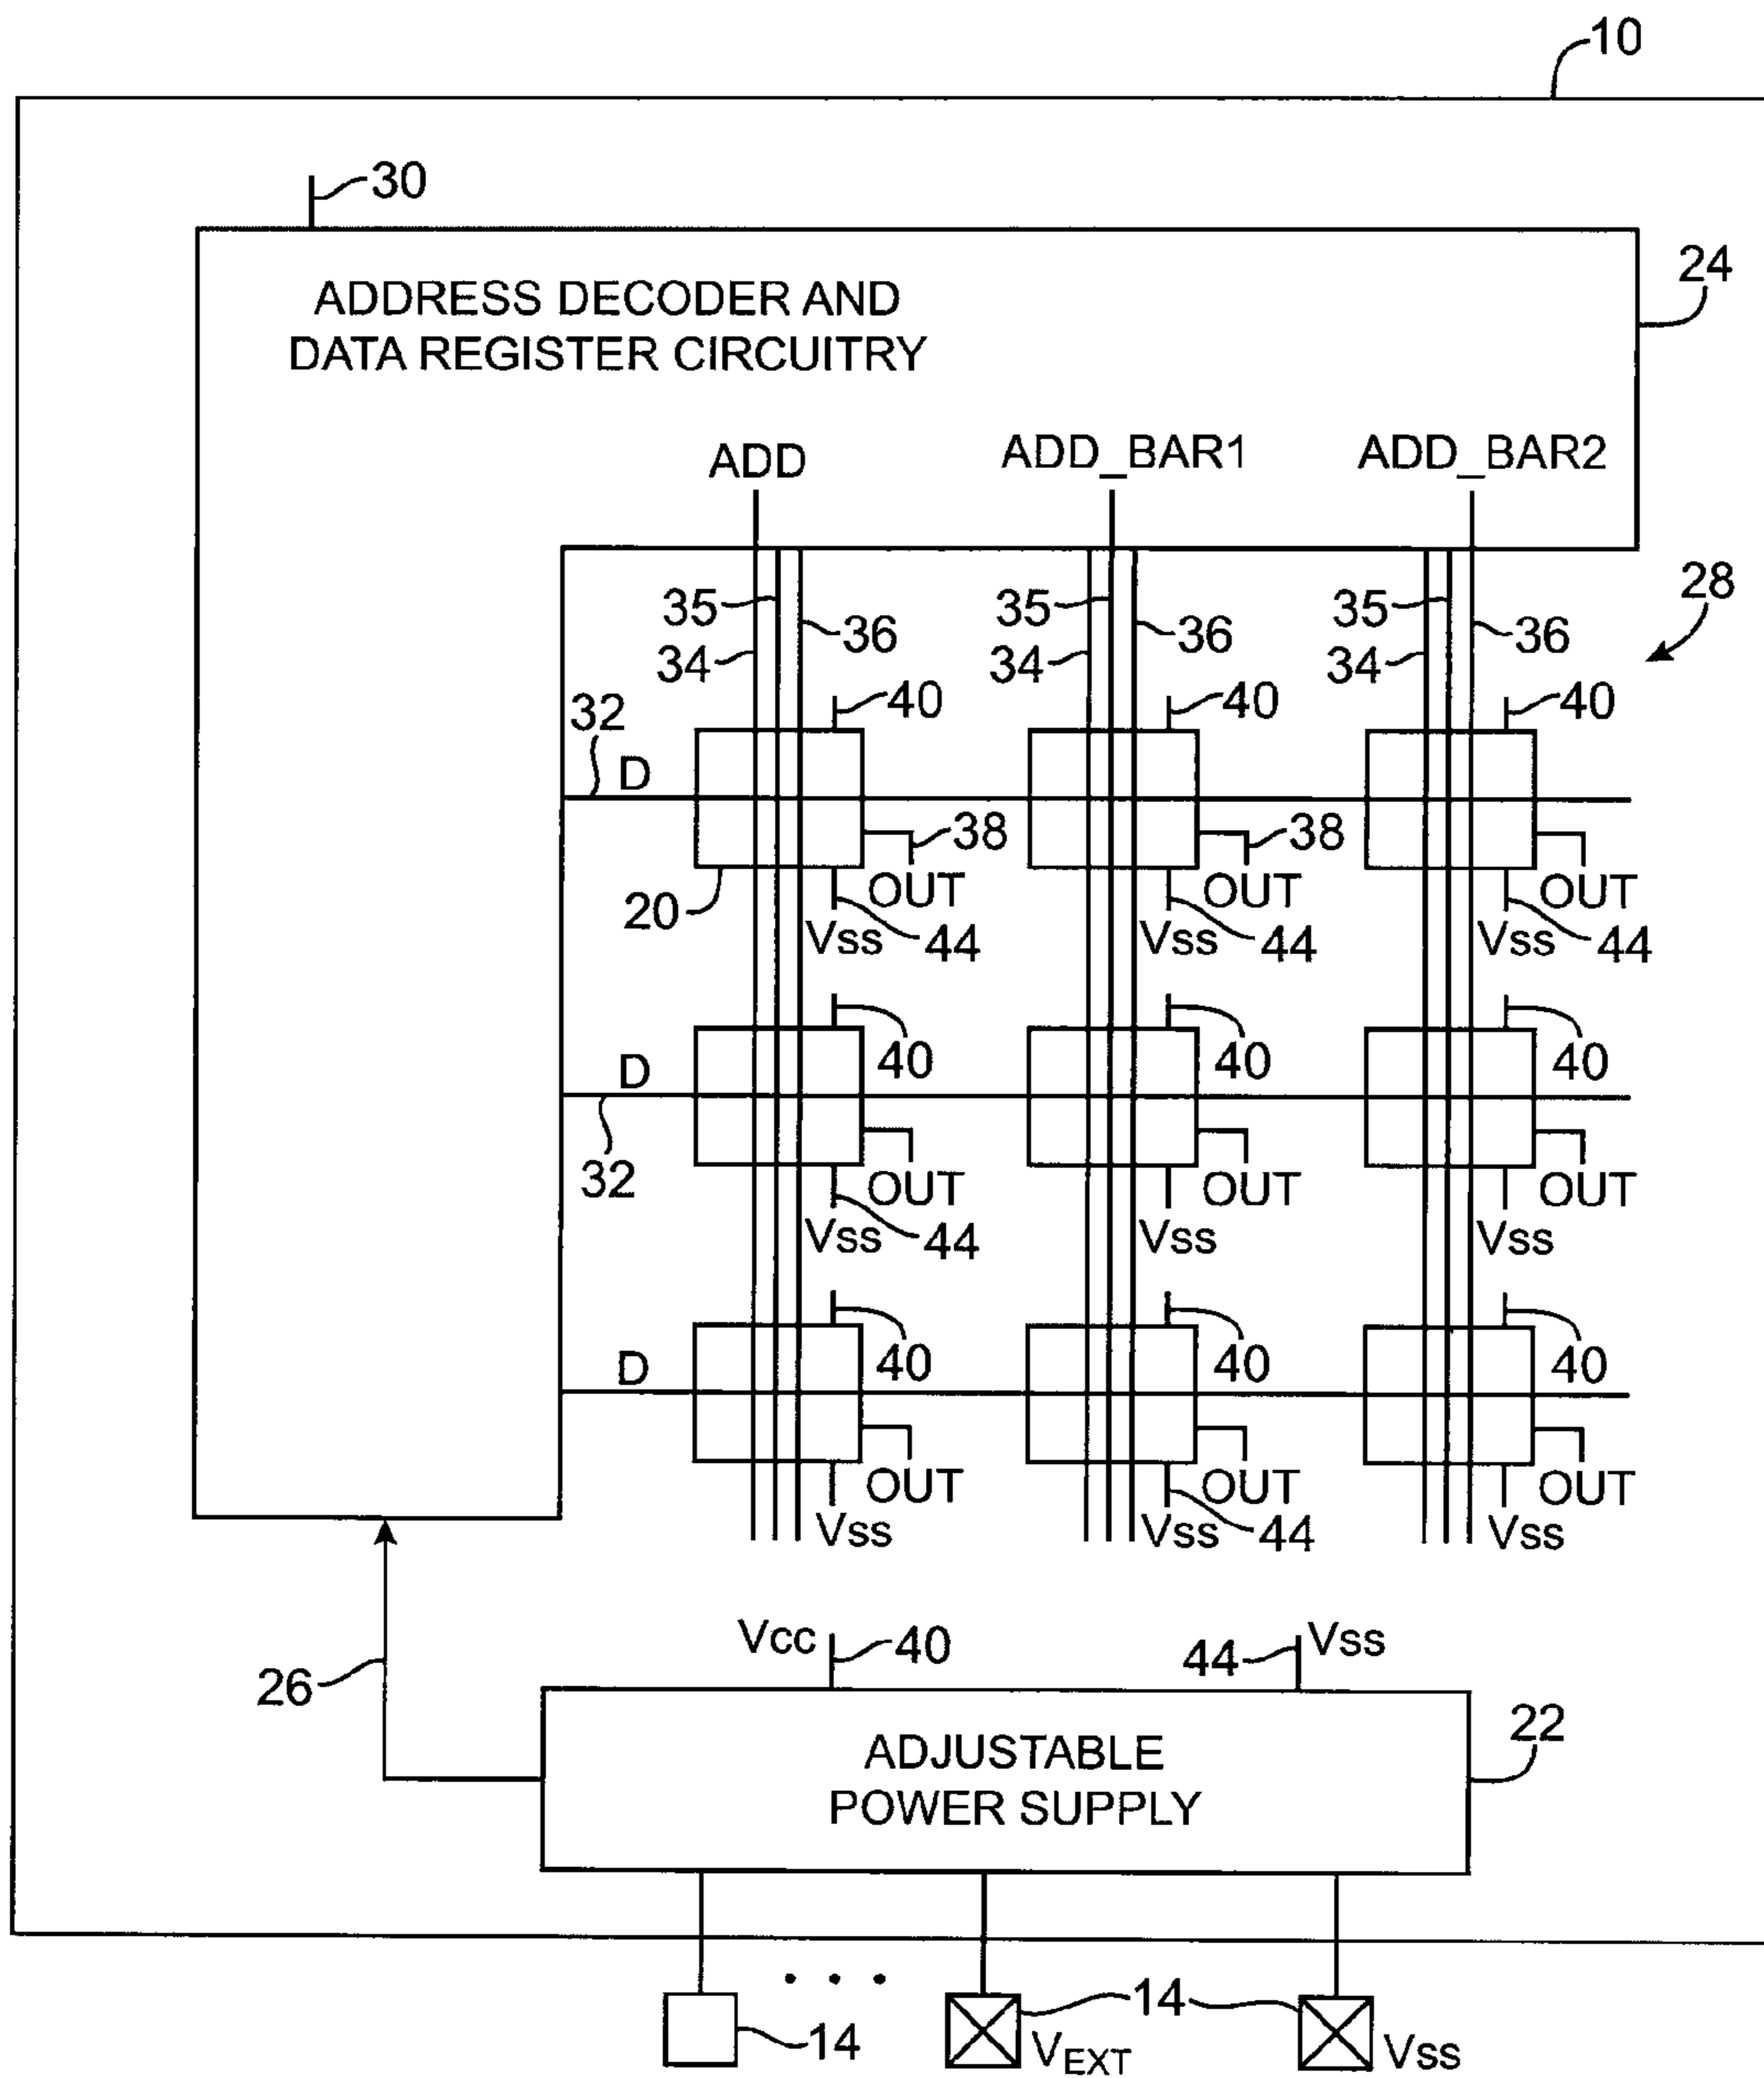 10
30
24
ADDRESS DECODER AND
DATA REGISTER CIRCUITRY
ADD ADD_BAR1 ADD_BAR2
28
35 36 35 36 35 36
34 34 34
40 40 40
32
D
38 38
20 OUT OUT OUT
Vss 44 Vss 44 Vss 44
40 40 40
D
32 OUT OUT OUT
Vss 44 Vss Vss
40 40 40
D
OUT OUT OUT
Vss Vss 44 Vss
Vcc 40 44 Vss
26
22
ADJUSTABLE
POWER SUPPLY
• • •
14 14
VEXT Vss